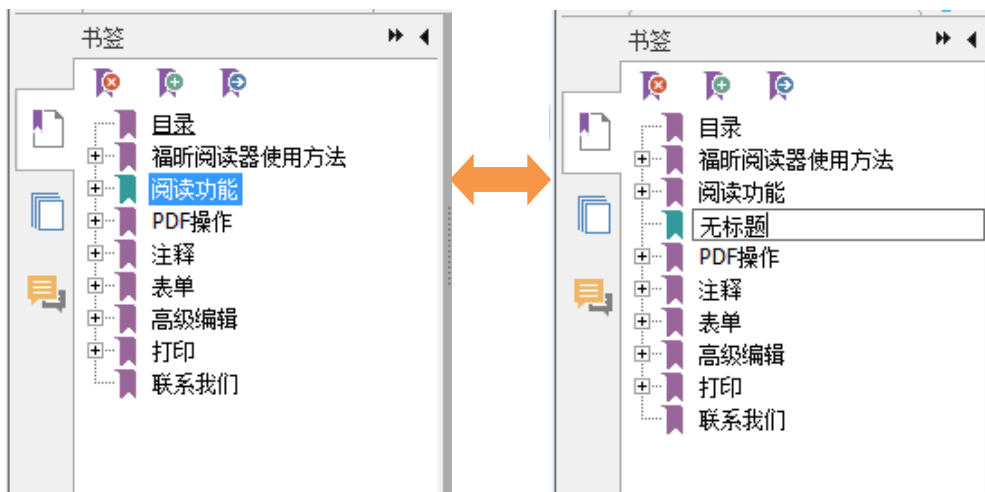 书签
目录
福昕阅读器使用方法
阅读功能
PDF操作
注释
表单
高级编辑
打印
联系我们
书签
目录
福昕阅读器使用方法
阅读功能
无标题
PDF操作
注释
表单
高级编辑
打印
联系我们